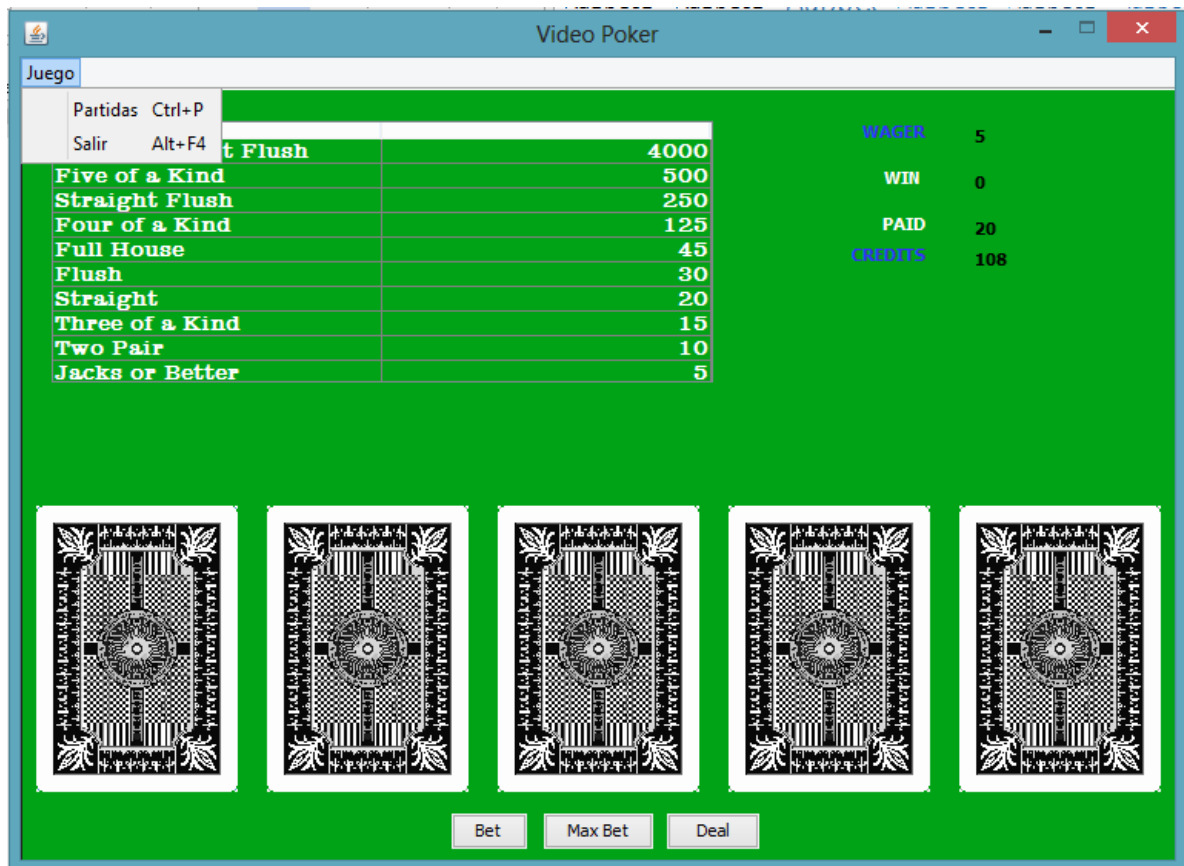 Video Poker
Juego
Partidas Ctrl+P
Salir Alt+F4
t Flush 4000
Five of a Kind 500
Straight Flush 250
Four of a Kind 125
Full House 45
Flush 30
Straight 20
Three of a Kind 15
Two Pair 10
Jacks or Better 5
WAGER 5
WIN 0
PAID 20
CREDITS 108
Bet Max Bet Deal